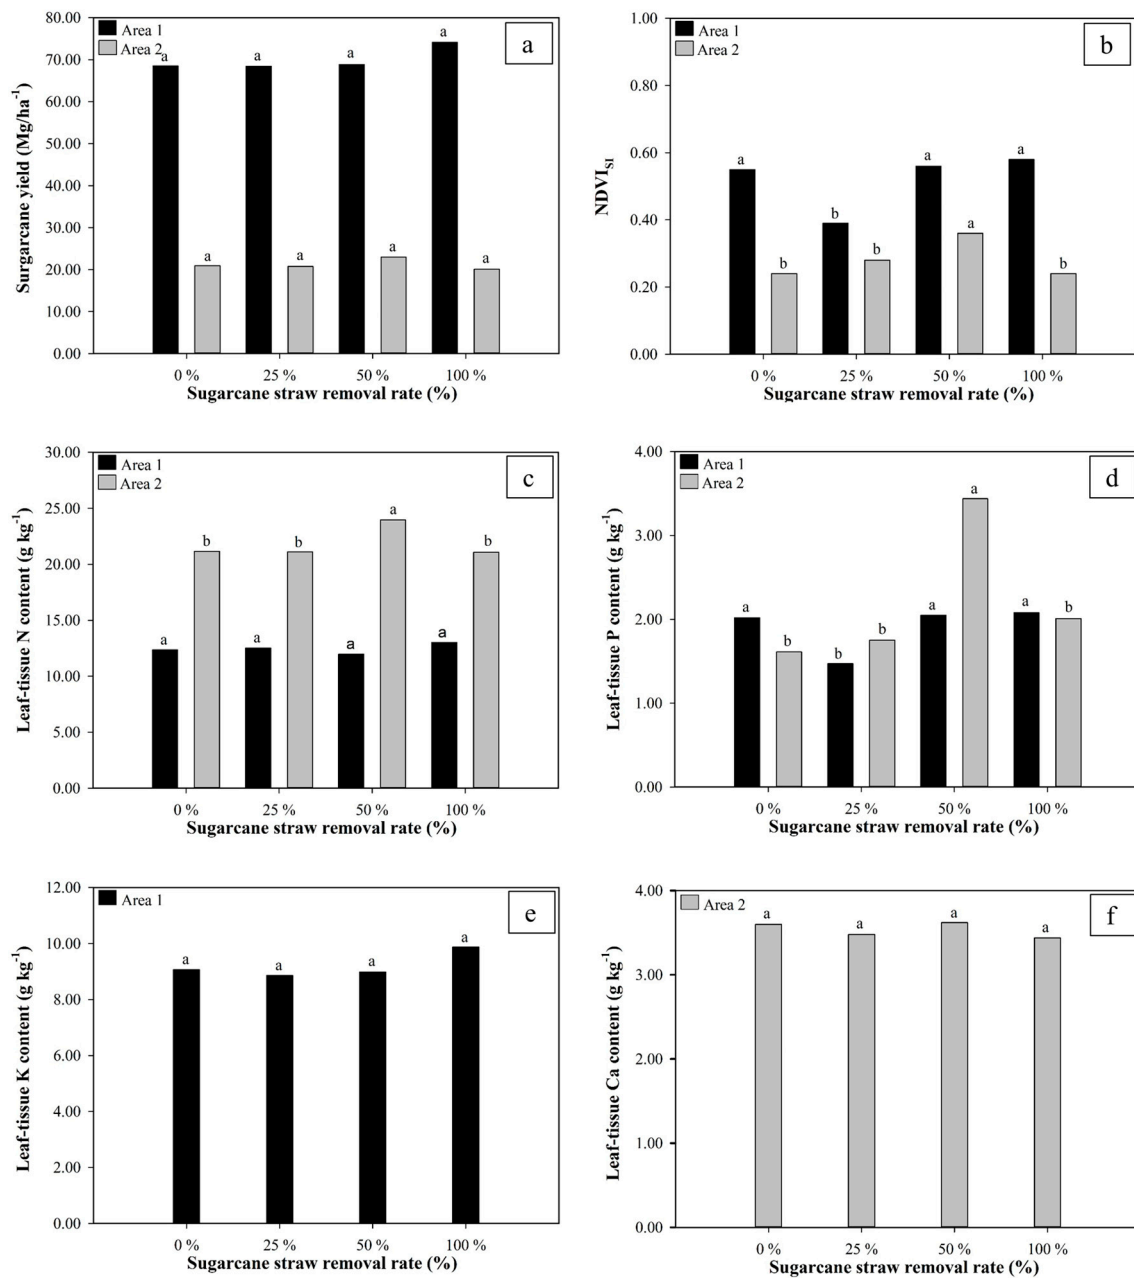 80.00
70.00
60.00
50.00
40.00
30.00
20.00
10.00
0.00
Surgarcane yield (Mg/ha⁻¹)
Area 1
Area 2
a
a a a a
a a a a
0 % 25 % 50 % 100 %
Sugarcane straw removal rate (%)
1.00
0.80
0.60
0.40
0.20
0.00
NDVI_SI
Area 1
Area 2
b
a b a a
b b a b
0 % 25 % 50 % 100 %
Sugarcane straw removal rate (%)
30.00
25.00
20.00
15.00
10.00
5.00
0.00
Leaf-tissue N content (g kg⁻¹)
Area 1
Area 2
c
b b a b
a a a a
0 % 25 % 50 % 100 %
Sugarcane straw removal rate (%)
4.00
3.00
2.00
1.00
0.00
Leaf-tissue P content (g kg⁻¹)
Area 1
Area 2
d
a b a a
b b a b
0 % 25 % 50 % 100 %
Sugarcane straw removal rate (%)
12.00
10.00
8.00
6.00
4.00
2.00
0.00
Leaf-tissue K content (g kg⁻¹)
Area 1
e
a a a a
0 % 25 % 50 % 100 %
Sugarcane straw removal rate (%)
4.00
3.00
2.00
1.00
0.00
Leaf-tissue Ca content (g kg⁻¹)
Area 2
f
a a a a
0 % 25 % 50 % 100 %
Sugarcane straw removal rate (%)